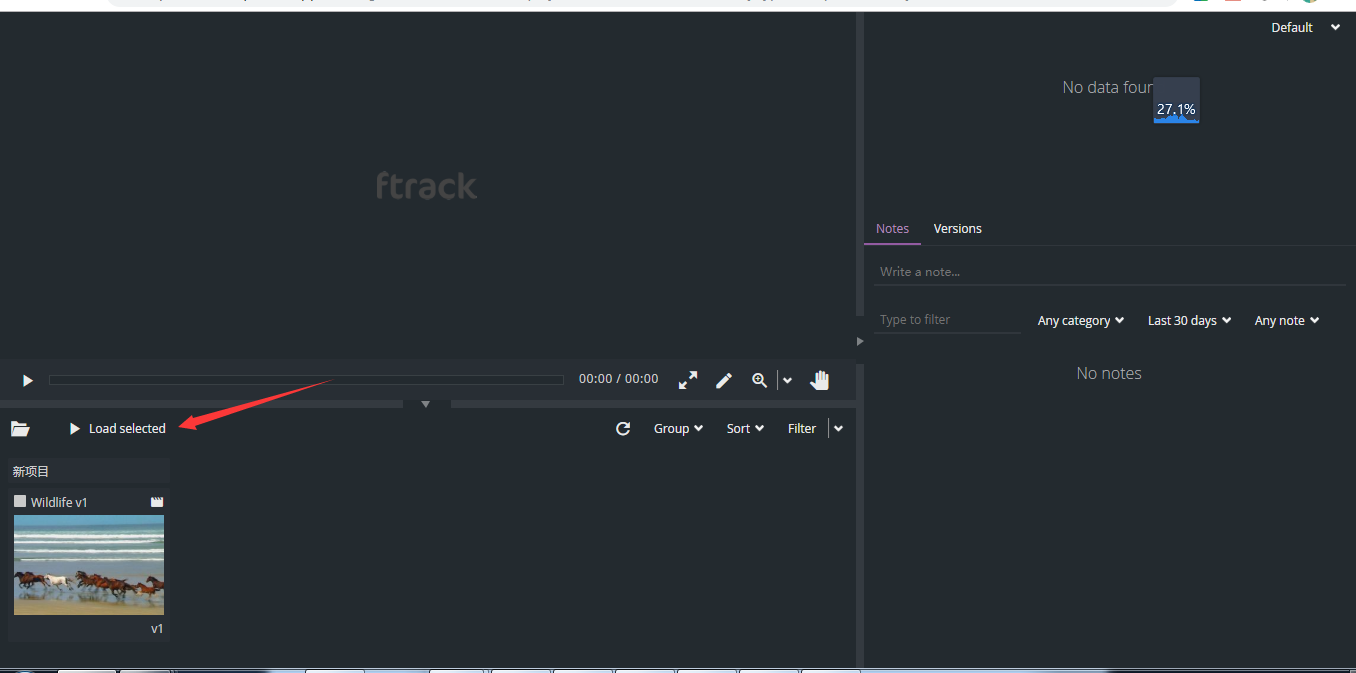 Default
No data four
27.1%
ftrack
Notes
Versions
Write a note...
Type to filter
Any category
Last 30 days
Any note
No notes
00:00 / 00:00
Load selected
Group
Sort
Filter
新项目
Wildlife v1
v1